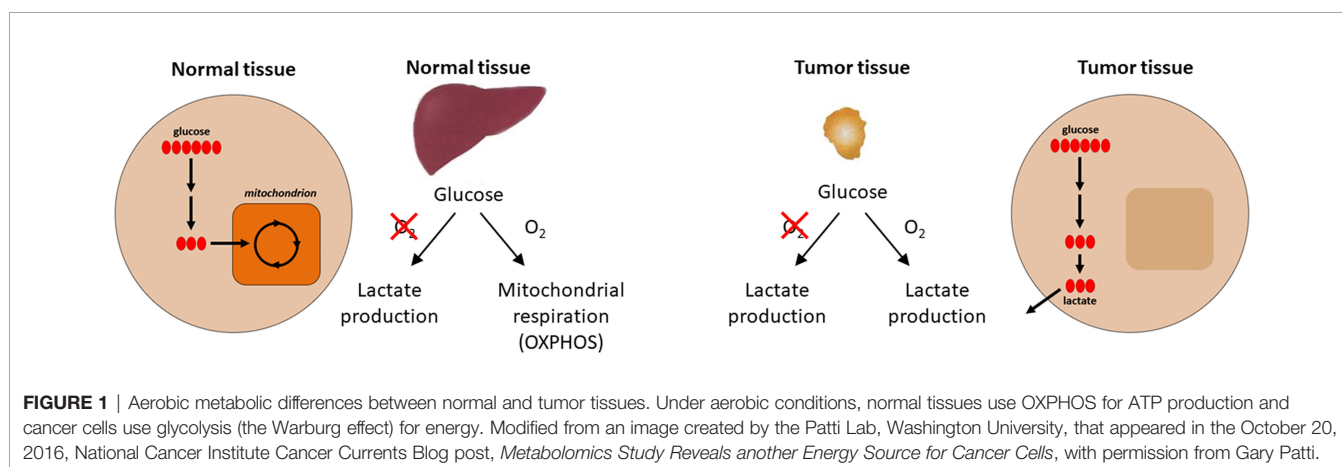 Normal tissue
glucose
mitochondrion
Normal tissue
Glucose
O2
O2
Lactate
production
Mitochondrial
respiration
(OXPHOS)
Tumor tissue
Glucose
O2
O2
Lactate
production
Lactate
production
Tumor tissue
glucose
lactate
FIGURE 1 | Aerobic metabolic differences between normal and tumor tissues. Under aerobic conditions, normal tissues use OXPHOS for ATP production and
cancer cells use glycolysis (the Warburg effect) for energy. Modified from an image created by the Patti Lab, Washington University, that appeared in the October 20,
2016, National Cancer Institute Cancer Currents Blog post, Metabolomics Study Reveals another Energy Source for Cancer Cells, with permission from Gary Patti.